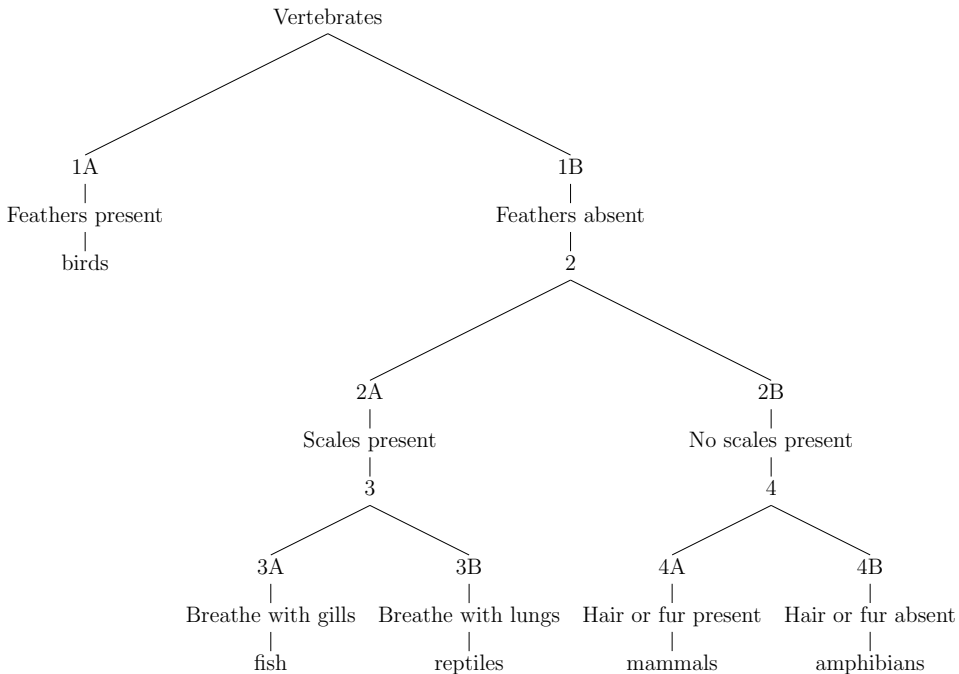 Vertebrates
1A
1B
Feathers present
Feathers absent
birds
2
2A
2B
Scales present
No scales present
3
4
3A
3B
4A
4B
Breathe with gills
Breathe with lungs
Hair or fur present
Hair or fur absent
fish
reptiles
mammals
amphibians